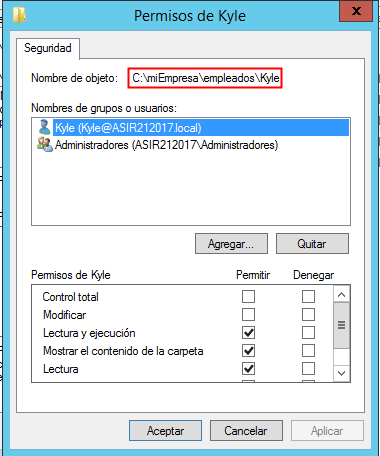 Permisos de Kyle
Seguridad
Nombre de objeto: C:\miEmpresa\empleados\Kyle
Nombres de grupos o usuarios:
Kyle (Kyle@ASIR212017.local)
Administradores (ASIR212017\Administradores)
Agregar... Quitar
Permisos de Kyle Permitir Denegar
Control total
Modificar
Lectura y ejecución
Mostrar el contenido de la carpeta
Lectura
Aceptar Cancelar Aplicar